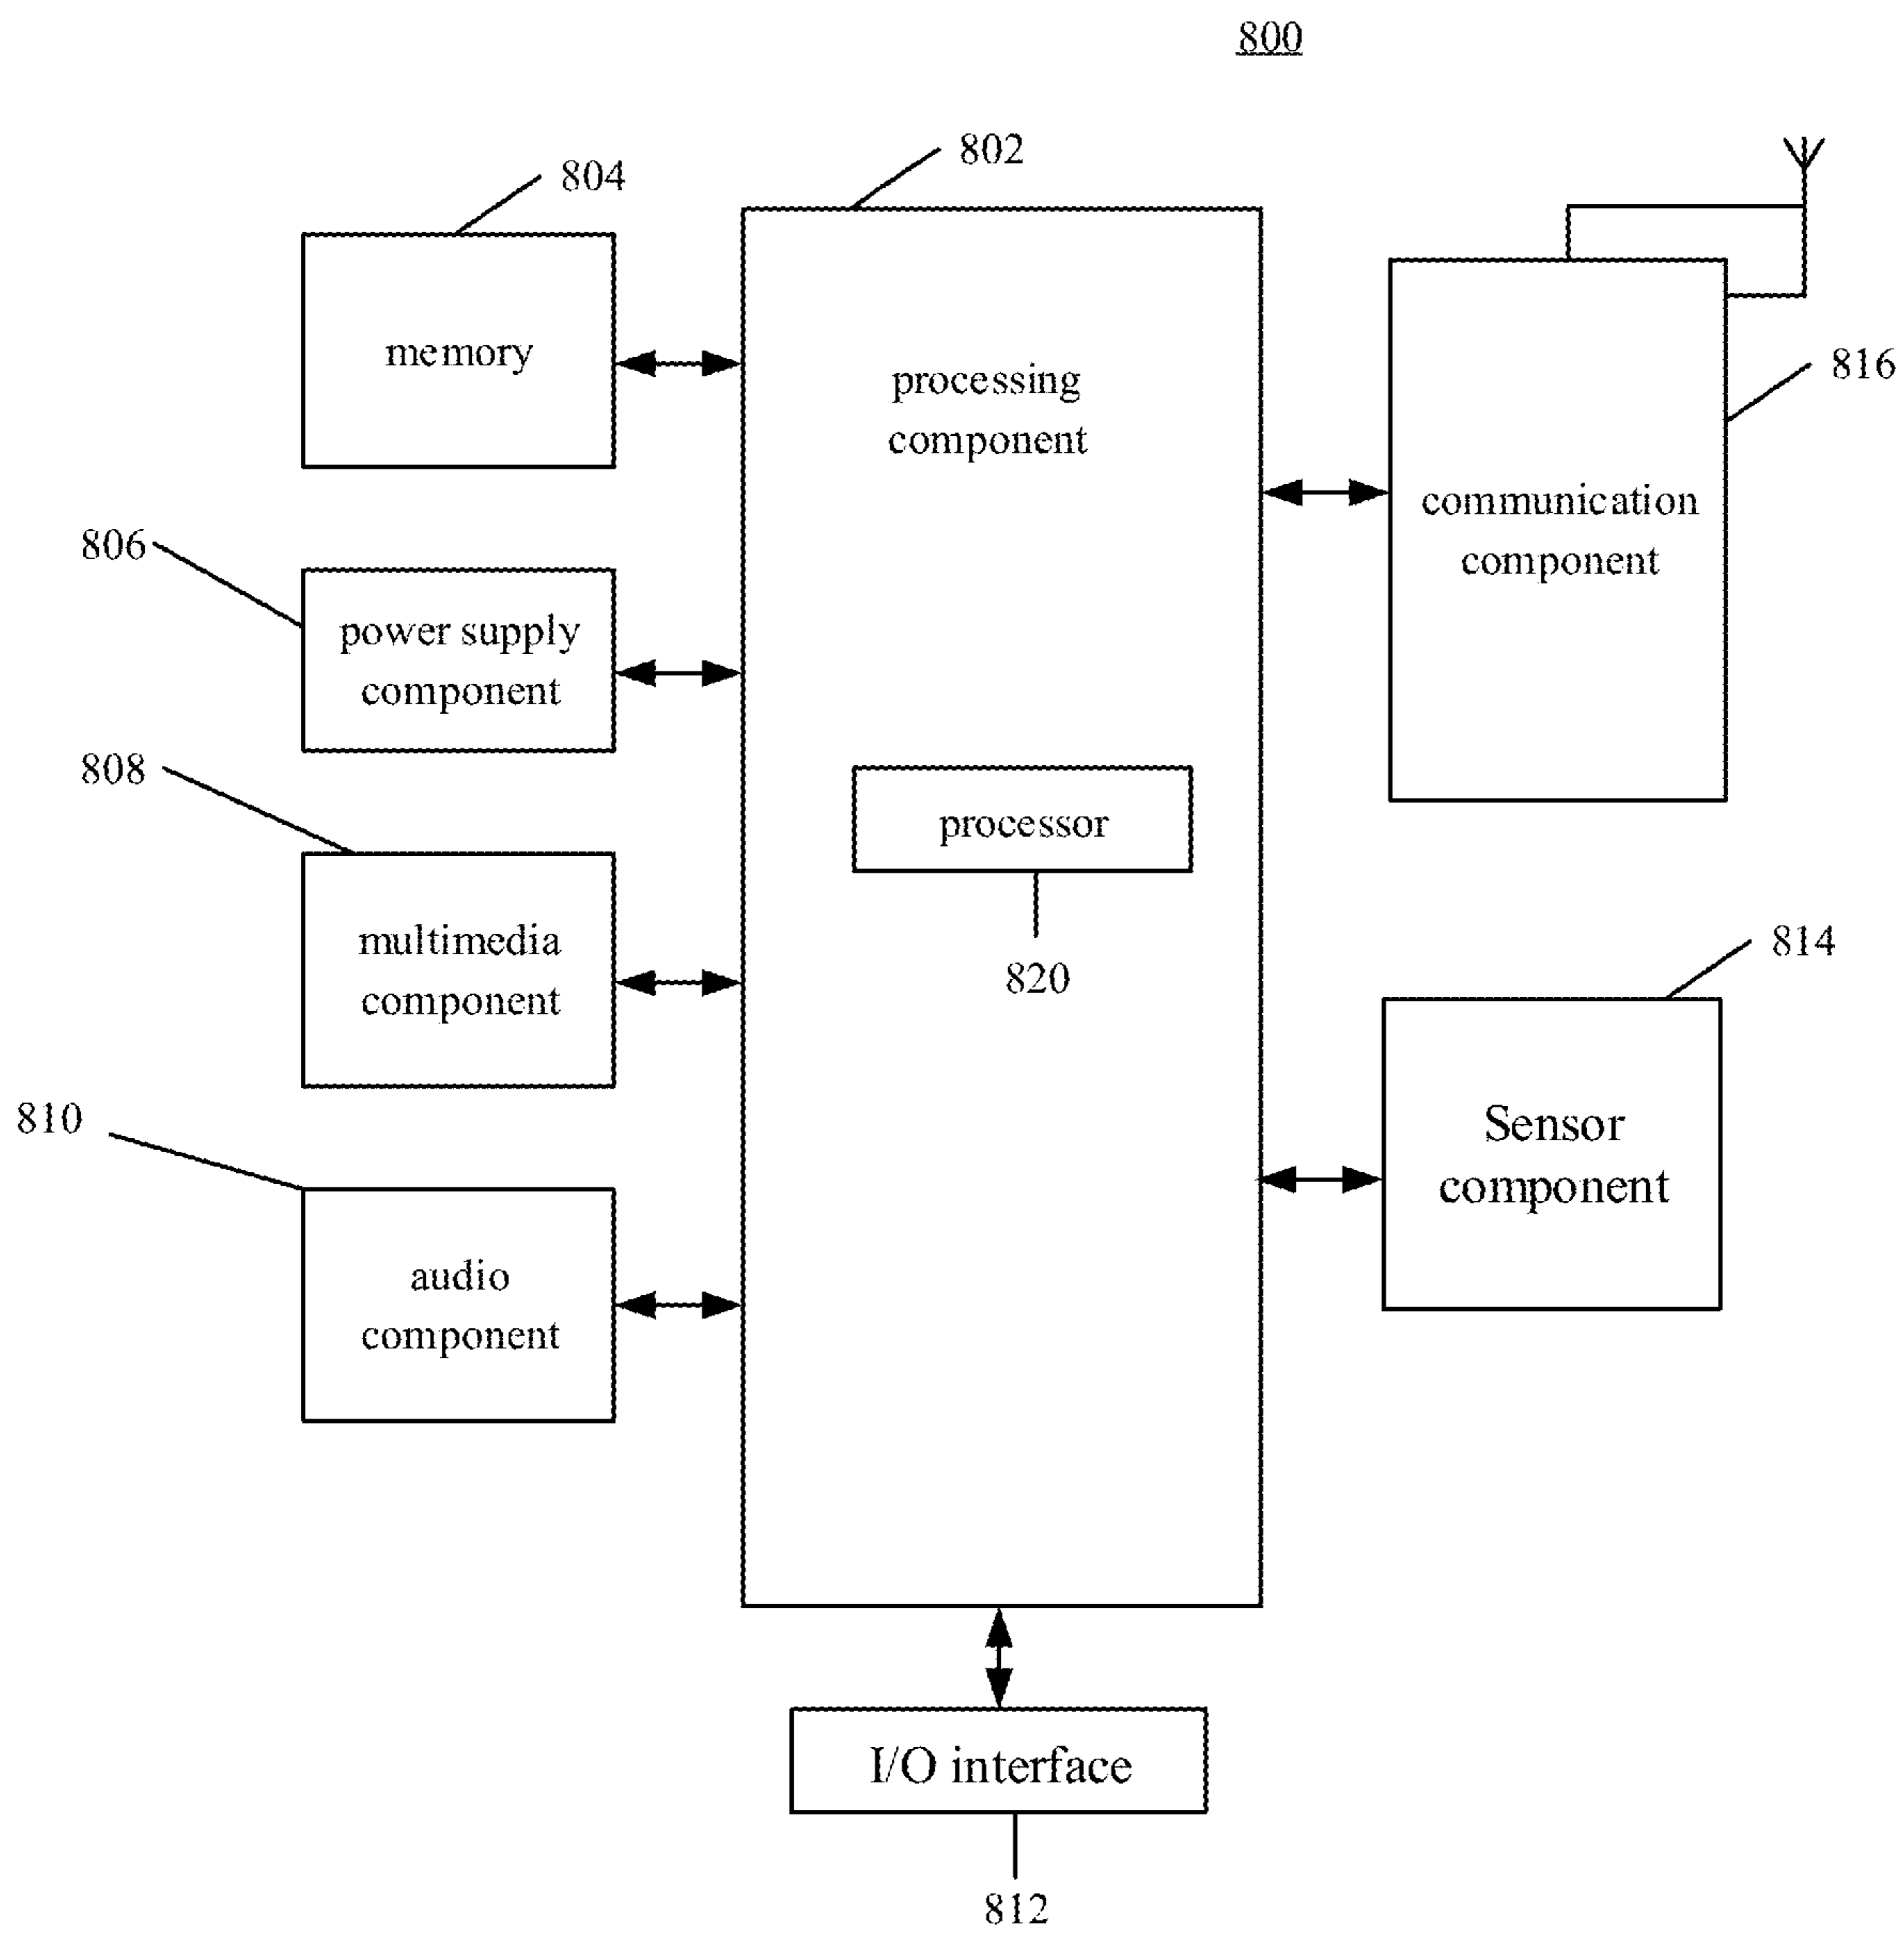 800
802
804
memory
processing
component
816
communication
component
806
power supply
component
808
processor
820
multimedia
component
814
810
Sensor
component
audio
component
I/O interface
812